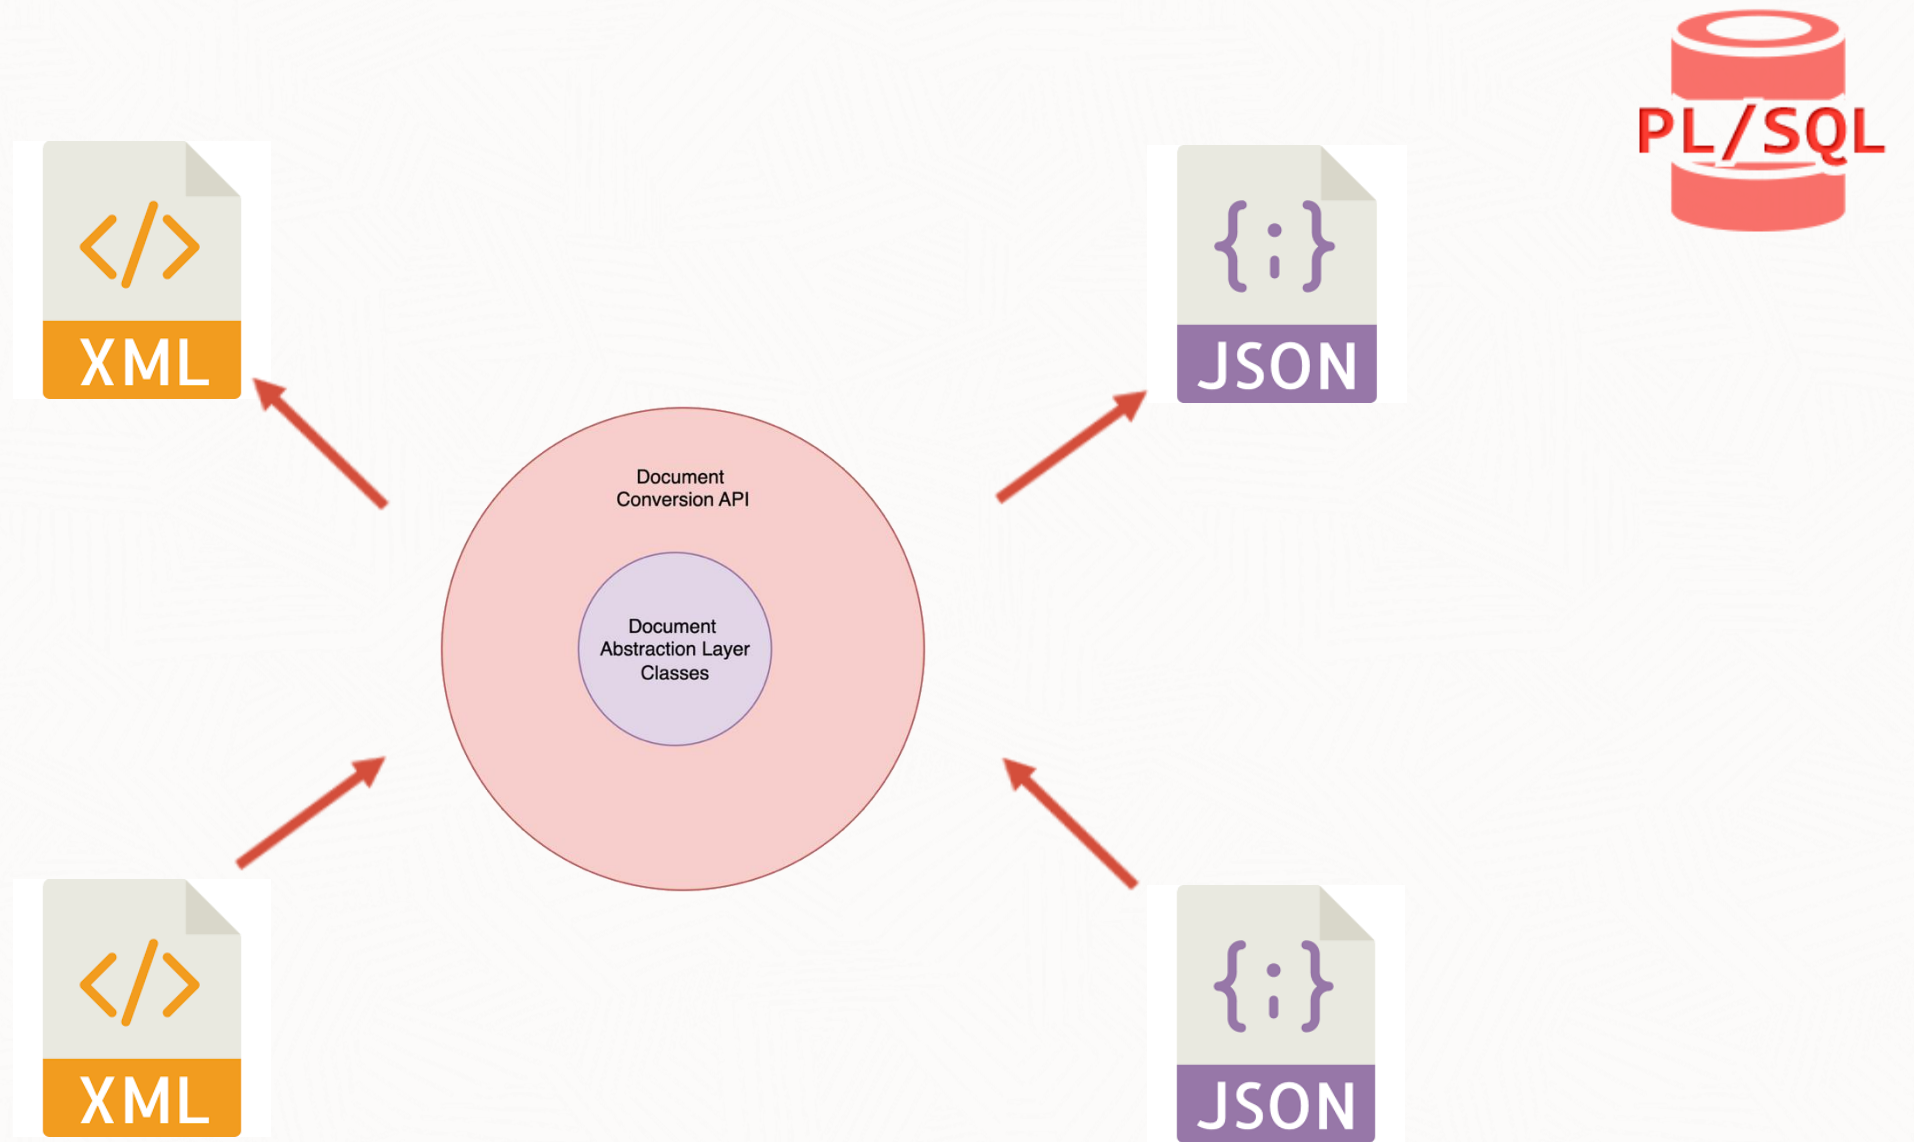 PL/SQL
XML
JSON
Document
Conversion API
Document
Abstraction Layer
Classes
XML
JSON